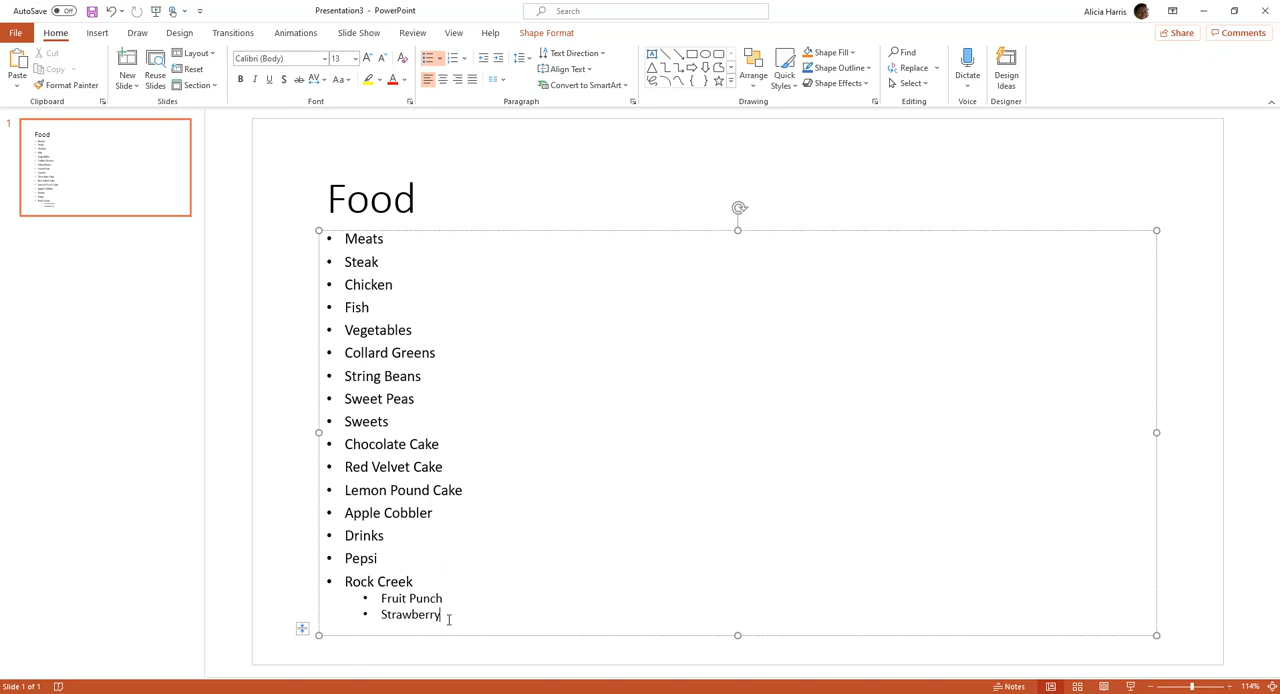 AutoSave Off Presentation3 - PowerPoint Search Alicia Harris
File Home Insert Draw Design Transitions Animations Slide Show Review View Help Shape Format Share Comments
Paste Cut Copy Format Painter Clipboard
New Slide Reuse Slides Layout Reset Section Slides
Calibri (Body) 13 A A A B I U S ab AV Aa A Font
Text Direction Align Text Convert to SmartArt Paragraph
Arrange Quick Styles Shape Fill Shape Outline Shape Effects Drawing
Find Replace Select Editing
Dictate Voice
Design Ideas Designer
1
Food
Food
• Meats
• Steak
• Chicken
• Fish
• Vegetables
• Collard Greens
• String Beans
• Sweet Peas
• Sweets
• Chocolate Cake
• Red Velvet Cake
• Lemon Pound Cake
• Apple Cobbler
• Drinks
• Pepsi
• Rock Creek
• Fruit Punch
• Strawberry
Slide 1 of 1 Notes 114%